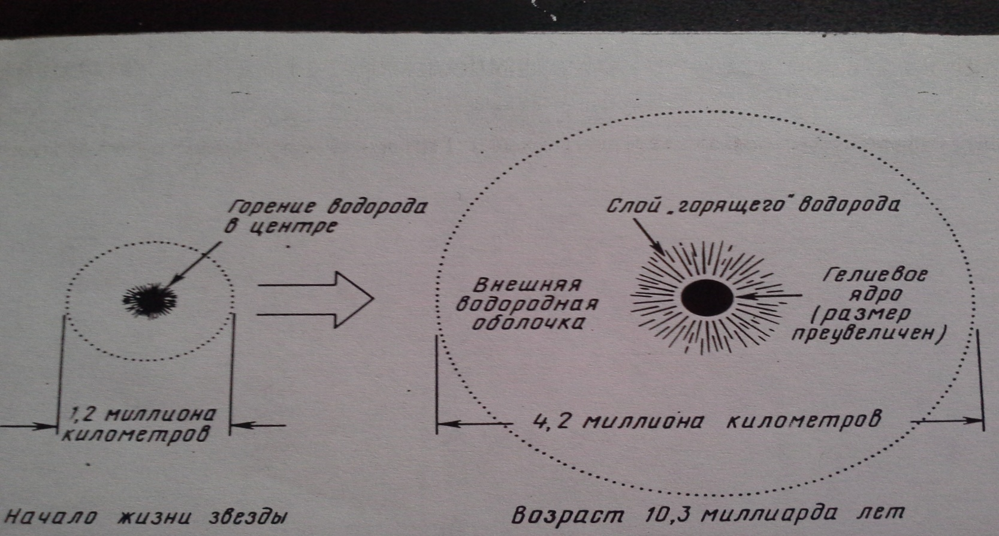 Горение водорода
в центре
1,2 миллиона
километров
Начало жизни звезды
Слой „горящего" водорода
Внешняя
водородная
оболочка
Гелиевое
ядро
(размер
преувеличен)
4,2 миллиона километров
Возраст 10,3 миллиарда лет